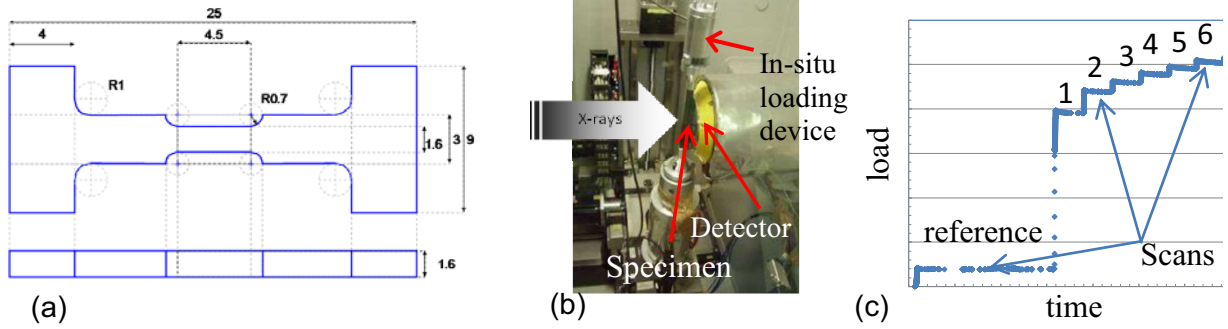 25
4
4.5
R1
R0.7
1.6
3
9
1.6
(a)
X-rays
In-situ
loading
device
Detector
Specimen
(b)
load
1
2
3
4
5
6
reference
Scans
time
(c)